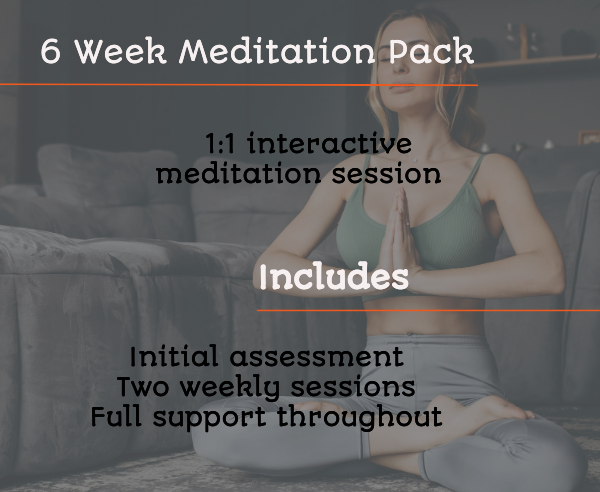 6 Week Meditation Pack
1:1 interactive
meditation session
Includes
Initial assessment
Two weekly sessions
Full support throughout